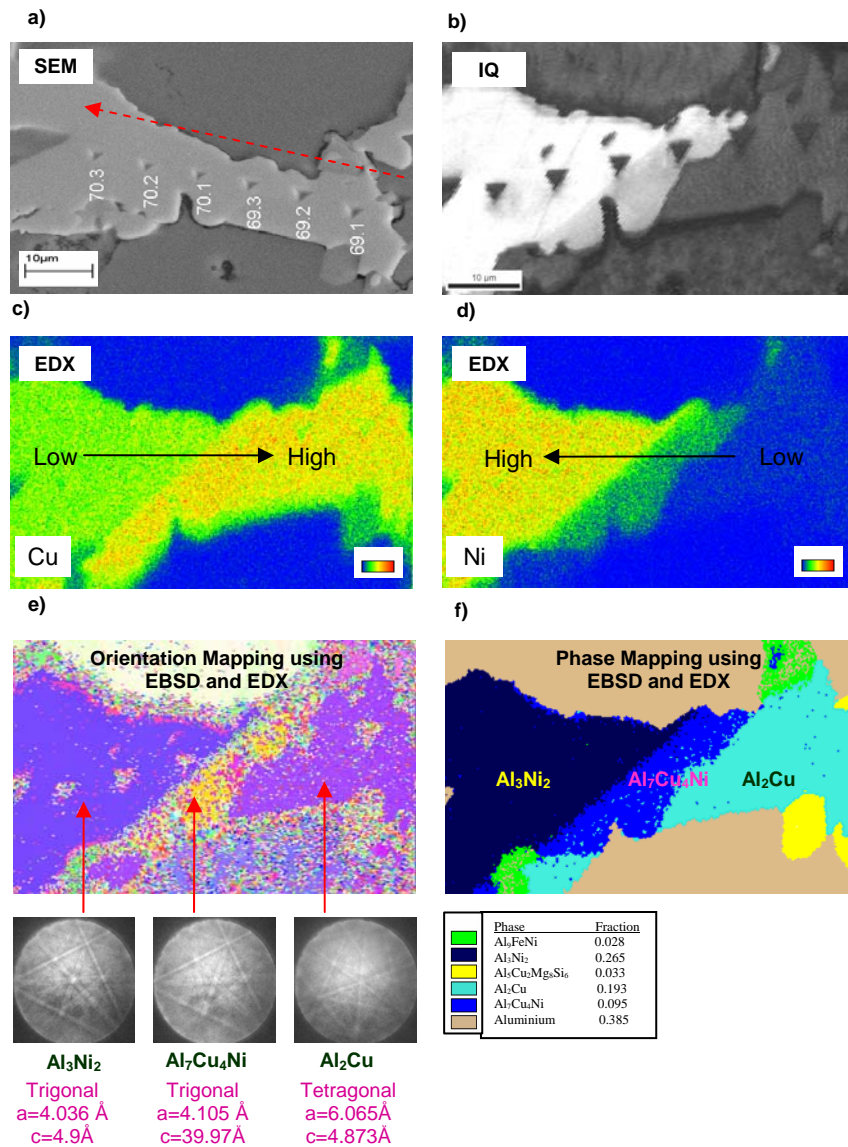 a)
b)
SEM
IQ
70.3
70.2
70.1
69.3
69.2
69.1
10µm
10 µm
c)
d)
EDX
EDX
Low
High
High
Low
Cu
Ni
e)
f)
Orientation Mapping using
EBSD and EDX
Phase Mapping using
EBSD and EDX
Al₃Ni₂
Al₇Cu₄Ni
Al₂Cu
Phase Fraction
Al₉FeNi 0.028
Al₃Ni₂ 0.265
Al₅Cu₂Mg₈Si₆ 0.033
Al₂Cu 0.193
Al₇Cu₄Ni 0.095
Aluminium 0.385
Al₃Ni₂
Al₇Cu₄Ni
Al₂Cu
Trigonal
a=4.036 Å
c=4.9Å
Trigonal
a=4.105 Å
c=39.97Å
Tetragonal
a=6.065Å
c=4.873Å